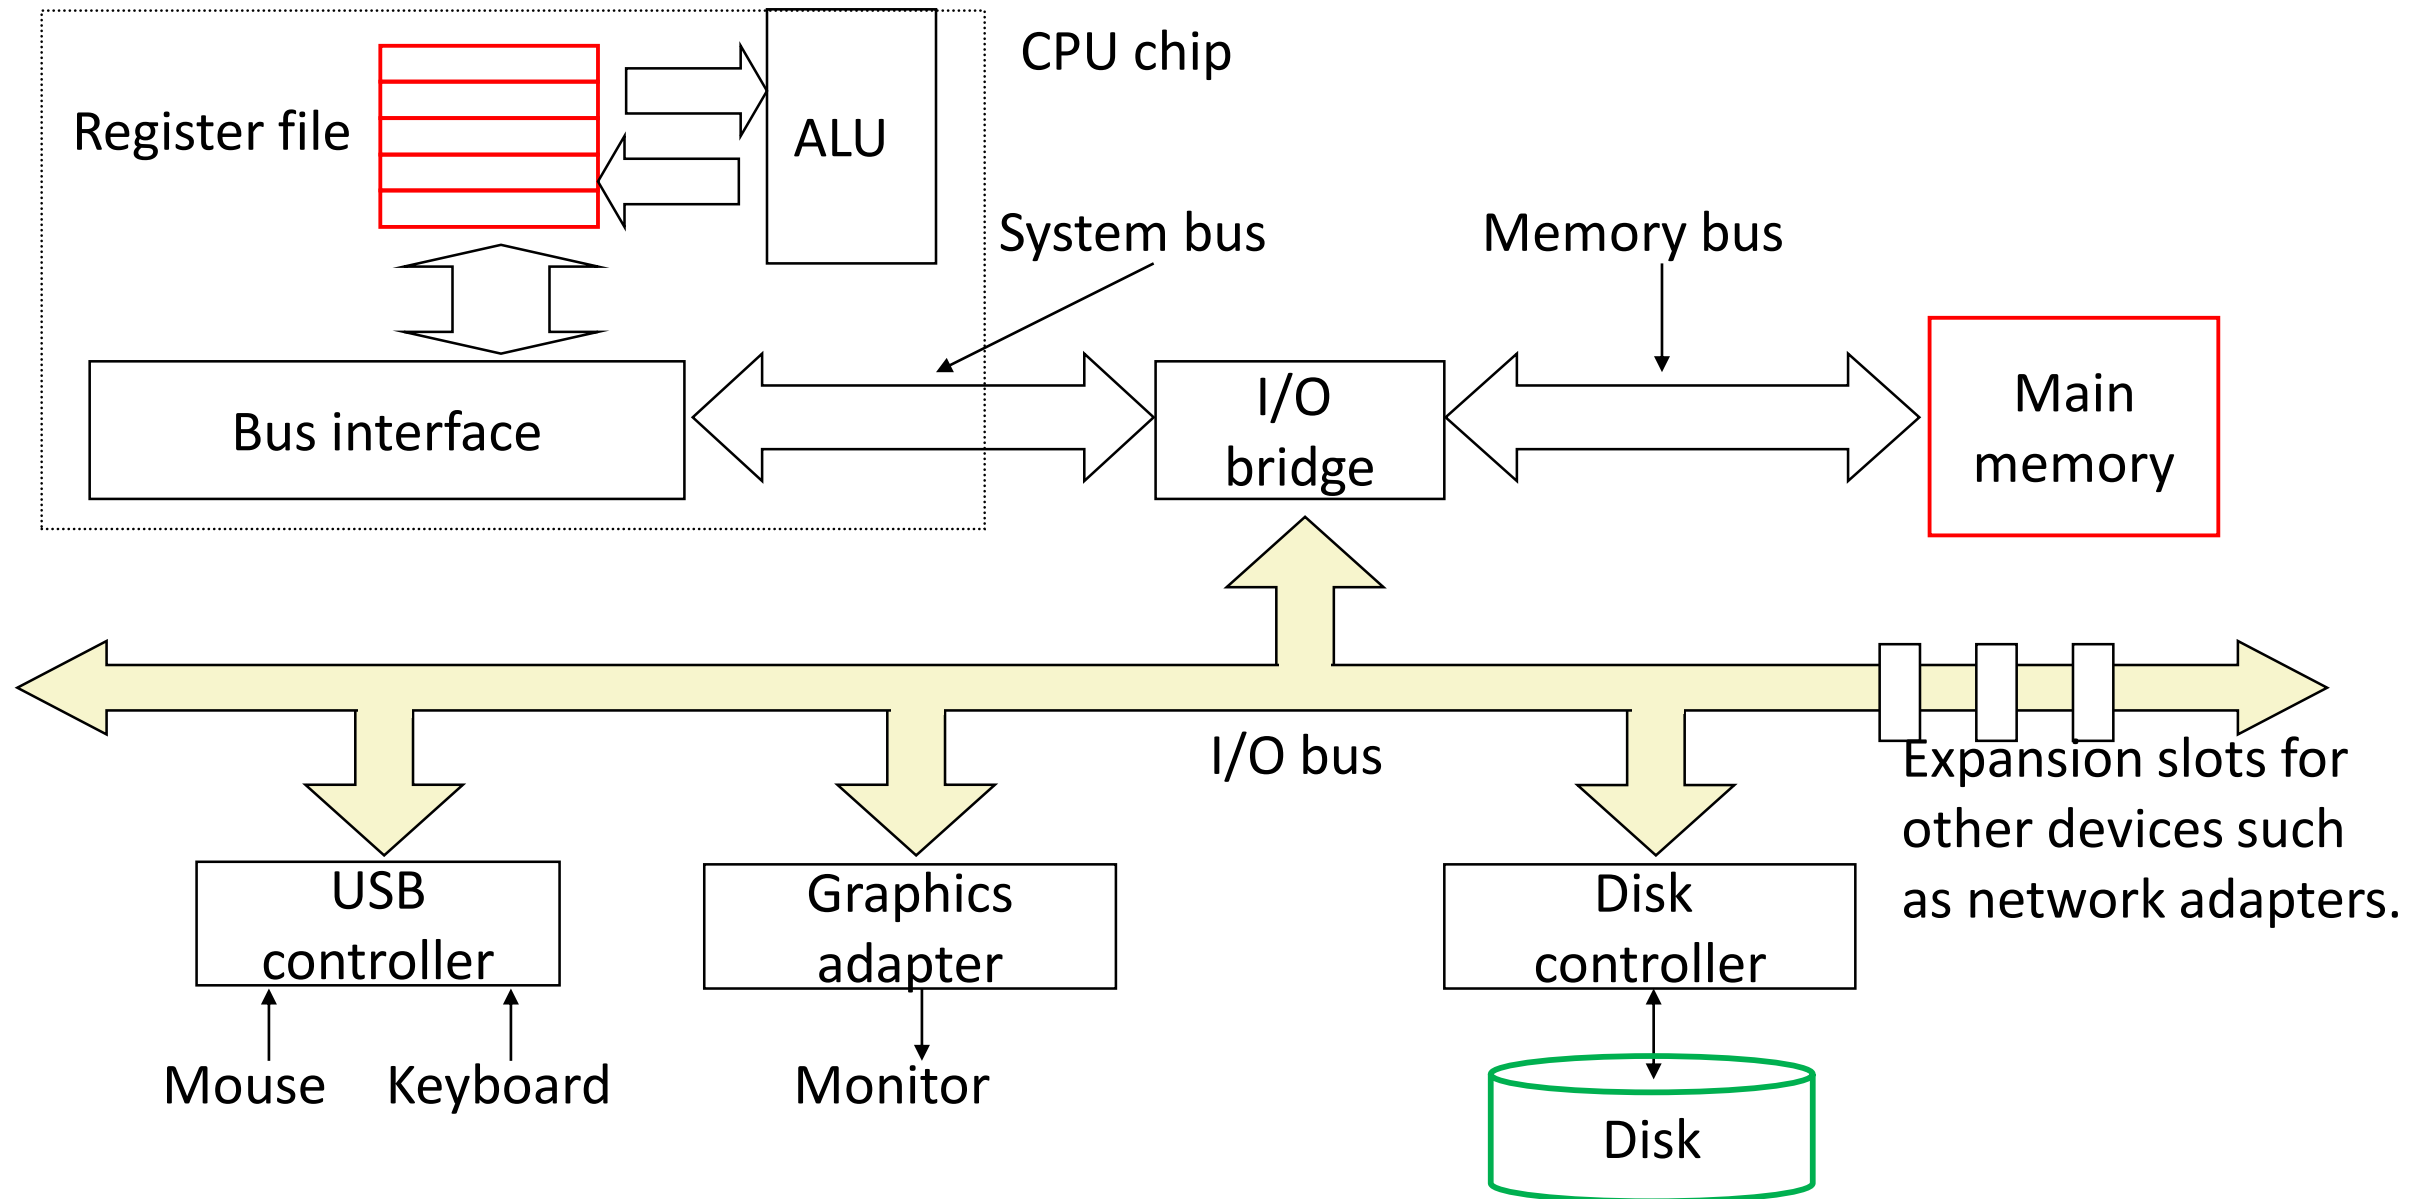 CPU chip
Register file
ALU
System bus
Memory bus
Bus interface
I/O
bridge
Main
memory
I/O bus
Expansion slots for
other devices such
as network adapters.
USB
controller
Graphics
adapter
Disk
controller
Mouse
Keyboard
Monitor
Disk